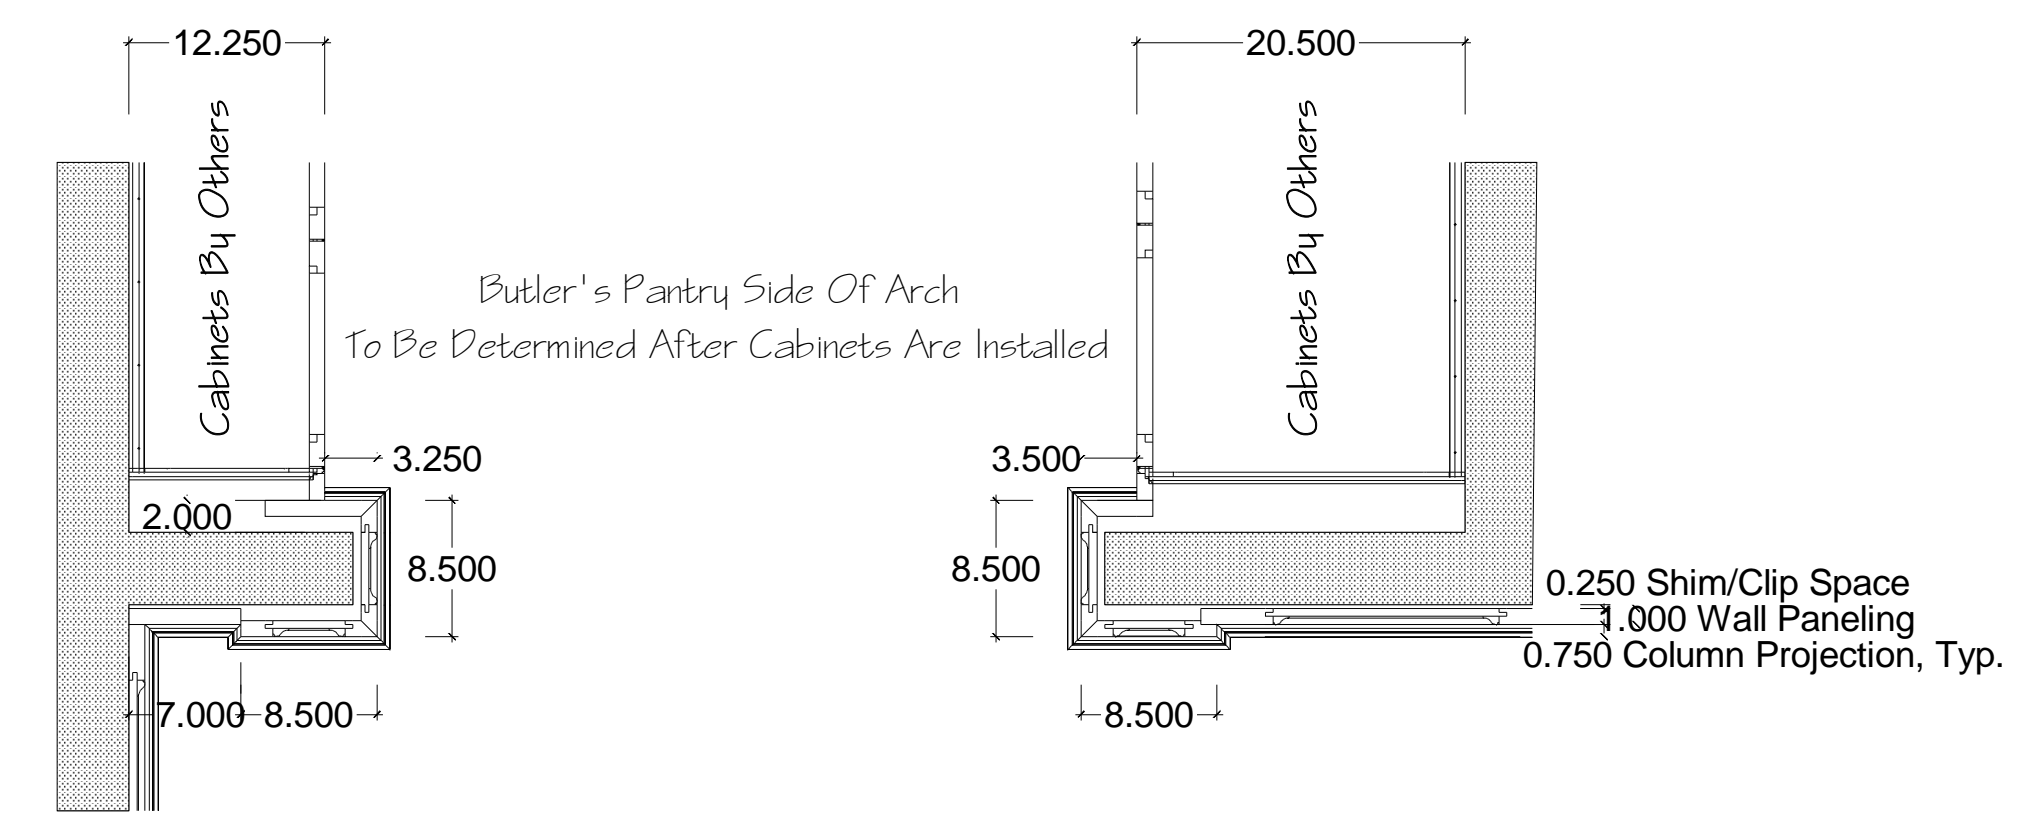 12.250
20.500
Cabinets By Others
Cabinets By Others
Butler's Pantry Side Of Arch
To Be Determined After Cabinets Are Installed
3.250
3.500
2.000
8.500
8.500
0.250 Shim/Clip Space
1.000 Wall Paneling
0.750 Column Projection, Typ.
7.000
8.500
8.500